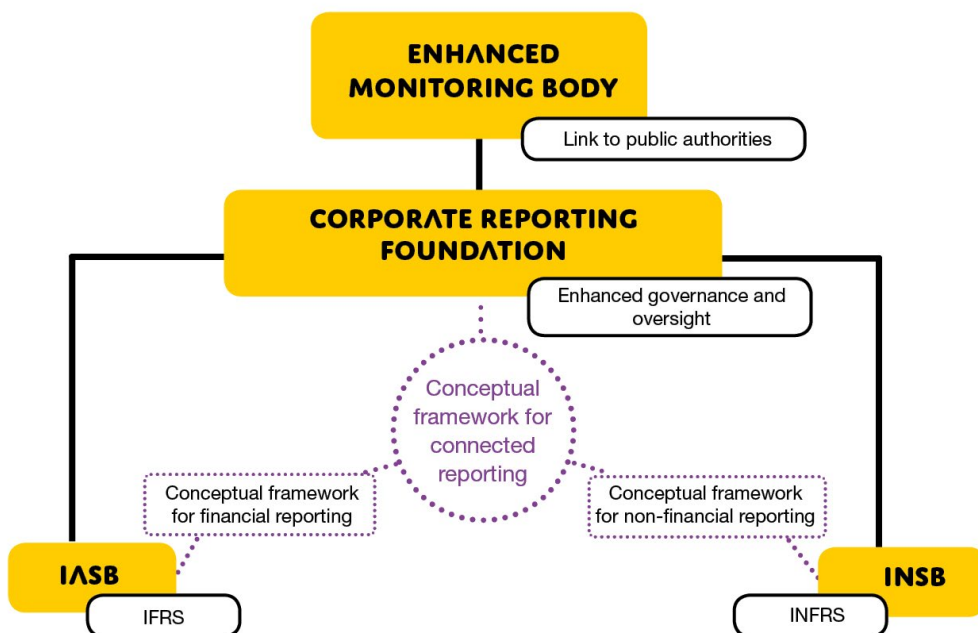 ENHANCED
MONITORING BODY
Link to public authorities
CORPORATE REPORTING
FOUNDATION
Enhanced governance and
oversight
Conceptual
framework for
connected
reporting
Conceptual framework
for financial reporting
Conceptual framework
for non-financial reporting
IASB
IFRS
INSB
INFRS